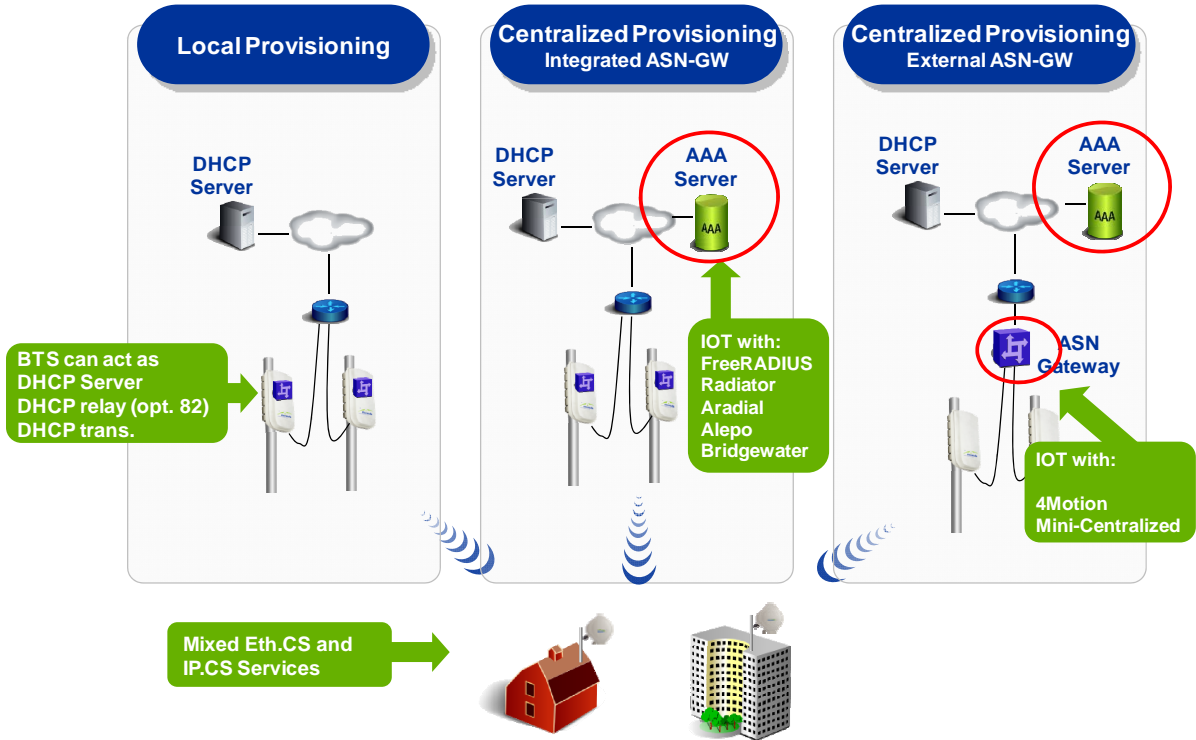 Local Provisioning
Centralized Provisioning
Integrated ASN-GW
Centralized Provisioning
External ASN-GW
DHCP
Server
DHCP
Server
AAA
Server
AAA
DHCP
Server
AAA
Server
AAA
BTS can act as
DHCP Server
DHCP relay (opt. 82)
DHCP trans.
IOT with:
FreeRADIUS
Radiator
Aradial
Alepo
Bridgewater
ASN
Gateway
IOT with:
4Motion
Mini-Centralized
Mixed Eth.CS and
IP.CS Services